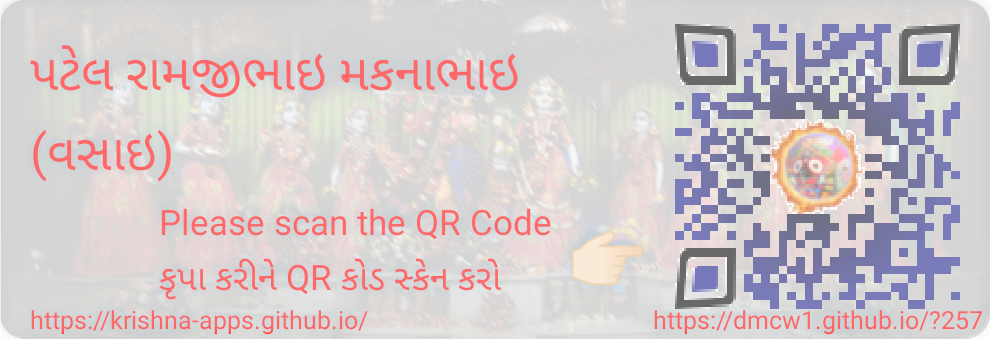 પટેલ રામજીભાઇ મકનાભાઇ
(વસાઇ)
Please scan the QR Code
કૃપા કરીને QR કોડ સ્કેન કરો
https://krishna-apps.github.io/
https://dmcw1.github.io/?257